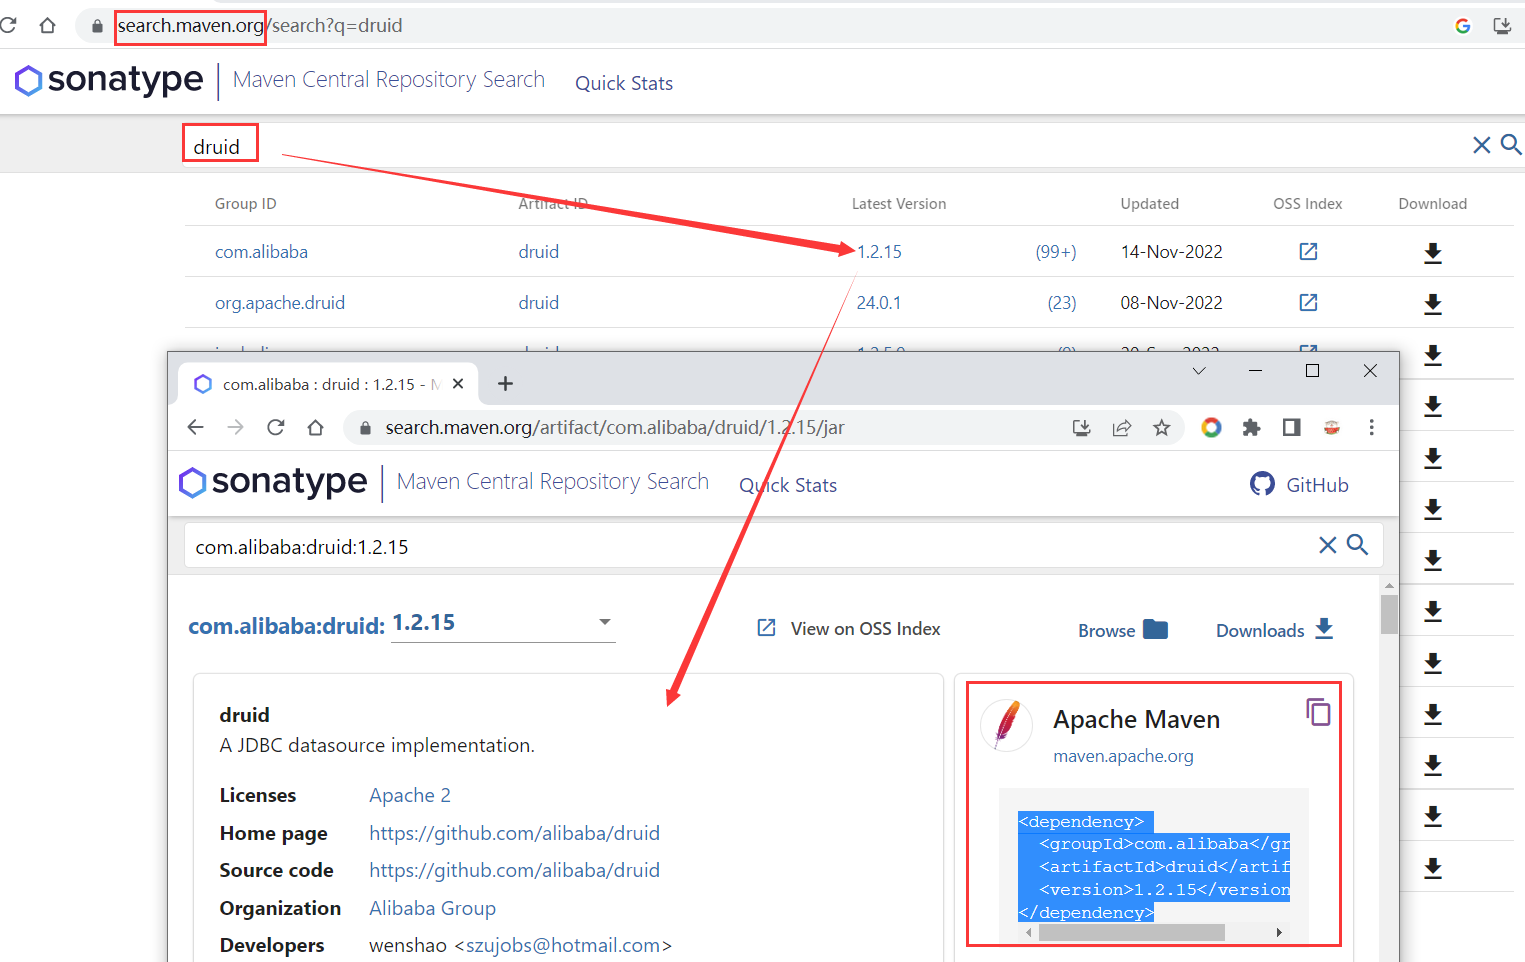 search.maven.org/search?q=druid
sonatype
Maven Central Repository Search
Quick Stats
druid
Group ID Artifact ID Latest Version Updated OSS Index Download
com.alibaba druid 1.2.15 (99+) 14-Nov-2022
org.apache.druid druid 24.0.1 (23) 08-Nov-2022
com.alibaba : druid : 1.2.15 -
search.maven.org/artifact/com.alibaba/druid/1.2.15/jar
sonatype
Maven Central Repository Search
Quick Stats
GitHub
com.alibaba:druid:1.2.15
com.alibaba:druid: 1.2.15
View on OSS Index
Browse
Downloads
druid
A JDBC datasource implementation.
Licenses Apache 2
Home page https://github.com/alibaba/druid
Source code https://github.com/alibaba/druid
Organization Alibaba Group
Developers wenshao <szujobs@hotmail.com>
Apache Maven
maven.apache.org
<dependency>
<groupId>com.alibaba</gr
<artifactId>druid</artif
<version>1.2.15</version
</dependency>